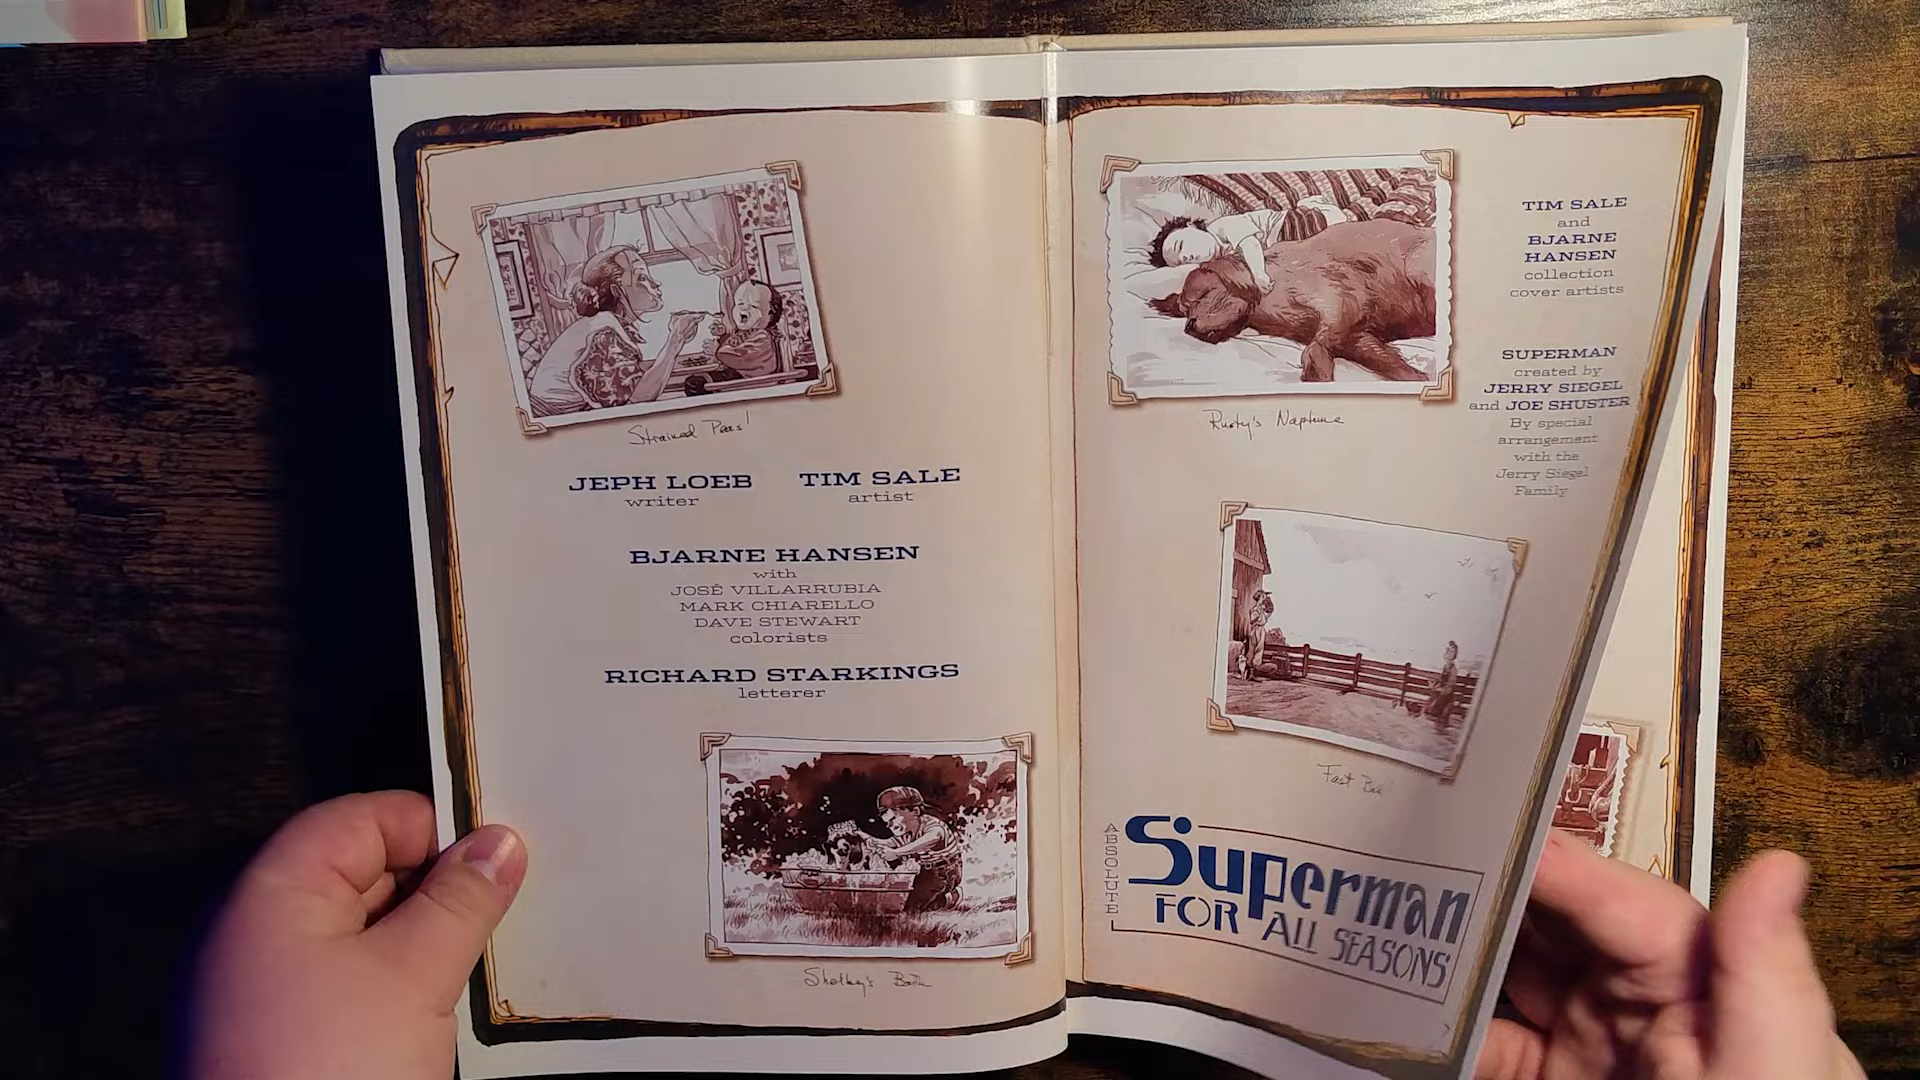 Strained Peas!
JEPH LOEB
writer
TIM SALE
artist
BJARNE HANSEN
with
JOSÉ VILLARRUBIA
MARK CHIARELLO
DAVE STEWART
colorists
RICHARD STARKINGS
letterer
Shelby's Bath
Rusty's Naptime
TIM SALE
and
BJARNE
HANSEN
collection
cover artists
SUPERMAN
created by
JERRY SIEGEL
and JOE SHUSTER
By special
arrangement
with the
Jerry Siegel
Family
Fast
ABSOLUTE
Superman
FOR ALL SEASONS